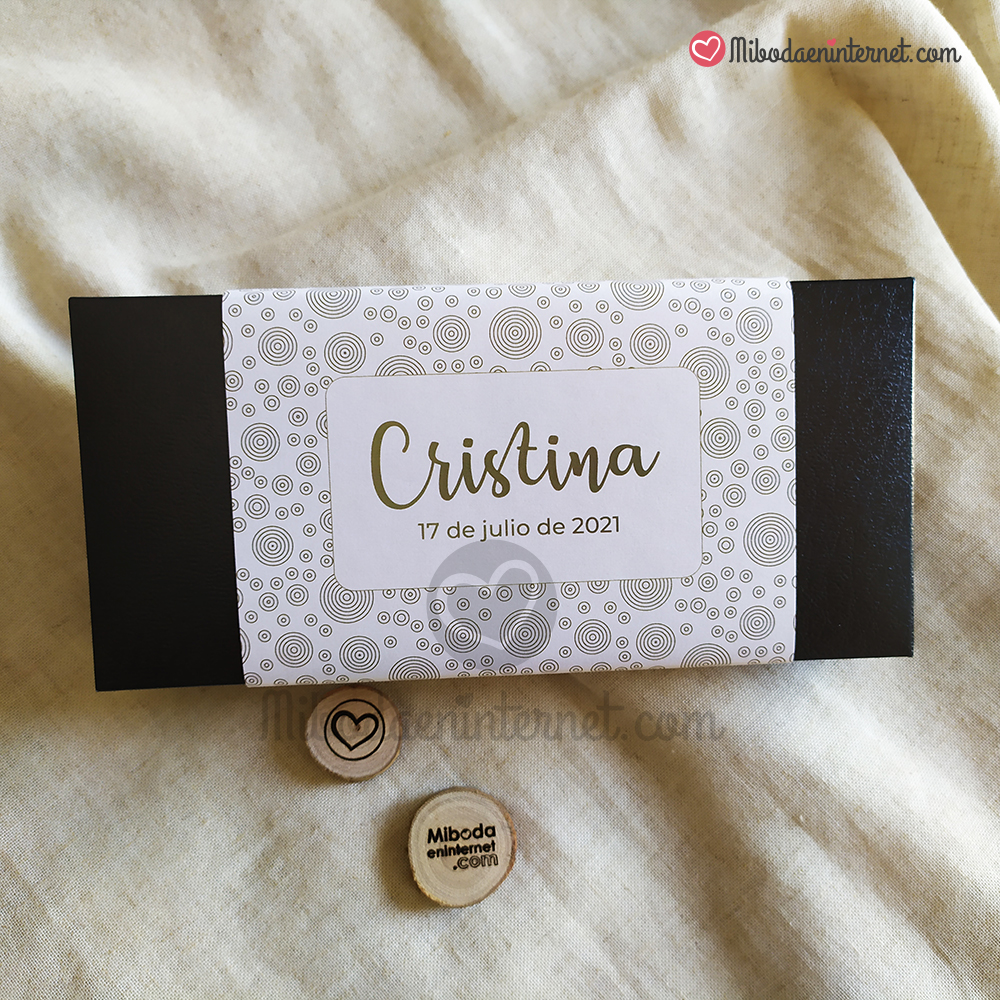 Mibodaeninternet.com
Cristina
17 de julio de 2021
Mibodaeninternet.com
Miboda
eninternet
.com